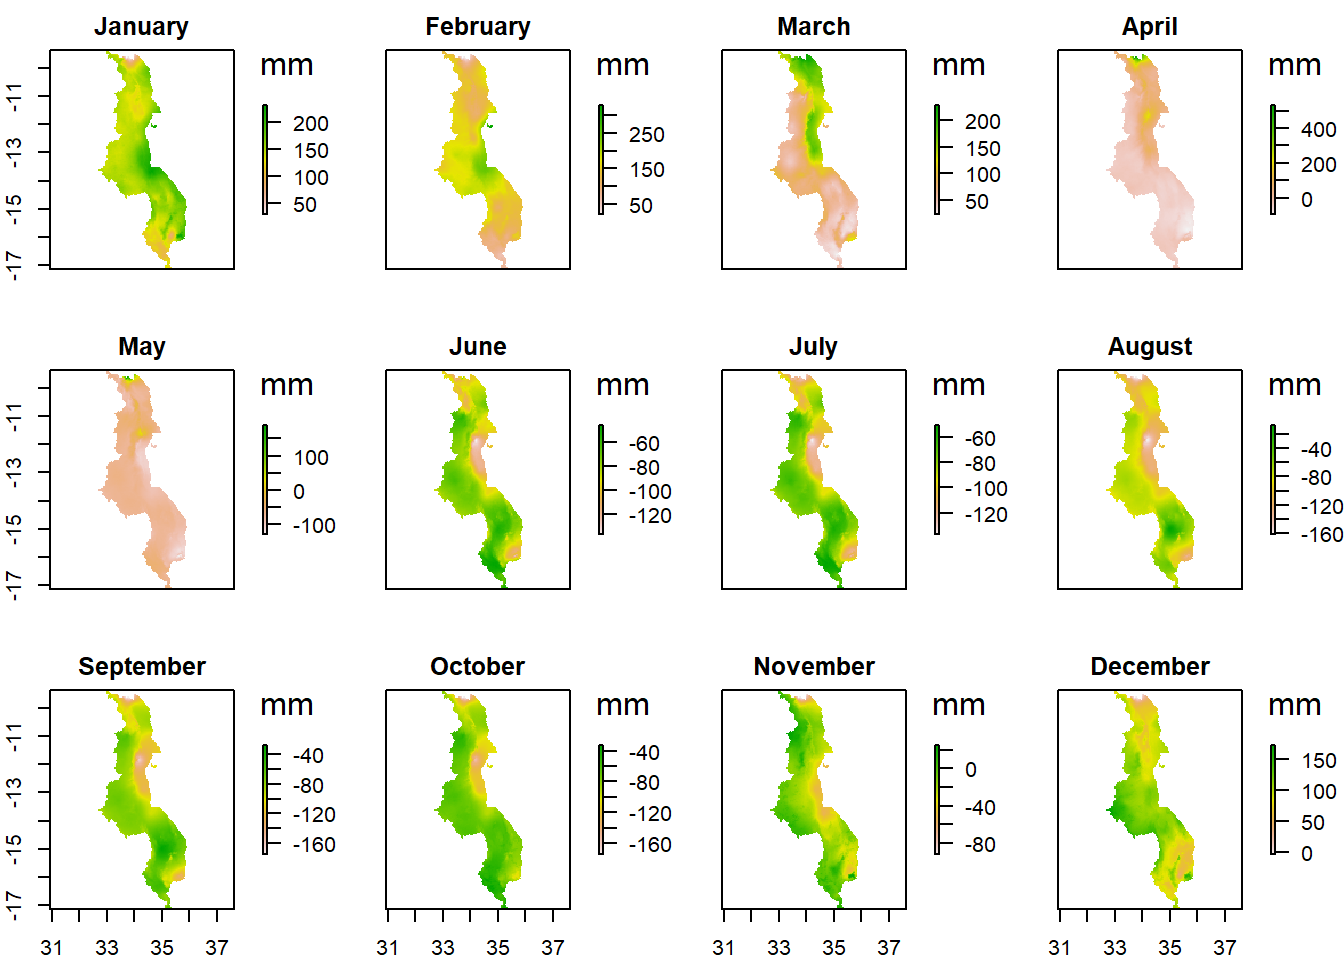 January February March April
mm mm mm mm
-11 -13 -15 -17
200 150 100 50
250 150 50
200 150 100 50
400 200 0
May June July August
mm mm mm mm
-11 -13 -15 -17
100 0 -100
-60 -80 -100 -120
-60 -80 -100 -120
-40 -80 -120 -160
September October November December
mm mm mm mm
-11 -13 -15 -17
-40 -80 -120 -160
-40 -80 -120 -160
0 -40 -80
150 100 50 0
31 33 35 37 31 33 35 37 31 33 35 37 31 33 35 37